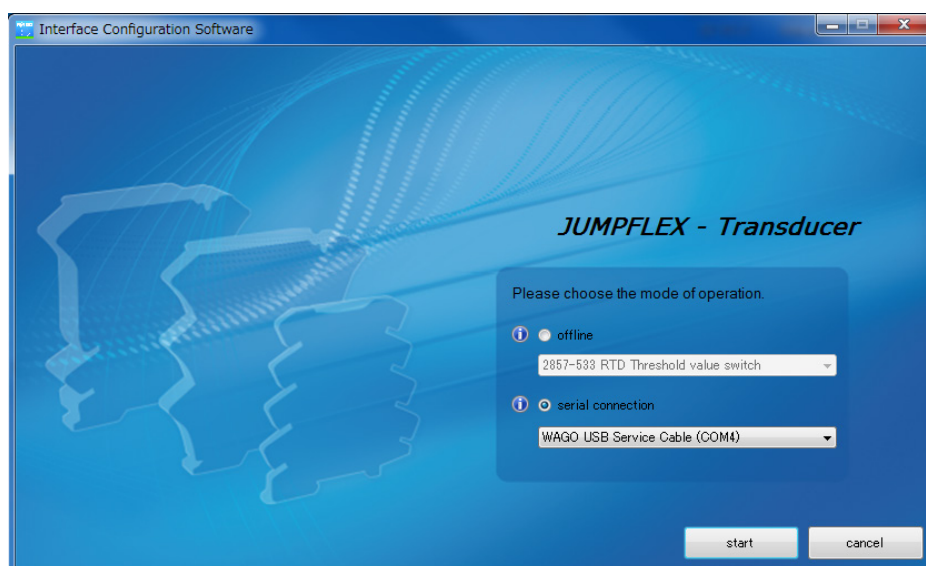 Interface Configuration Software
JUMPFLEX - Transducer
Please choose the mode of operation.
offline
2857-533 RTD Threshold value switch
serial connection
WAGO USB Service Cable (COM4)
start cancel